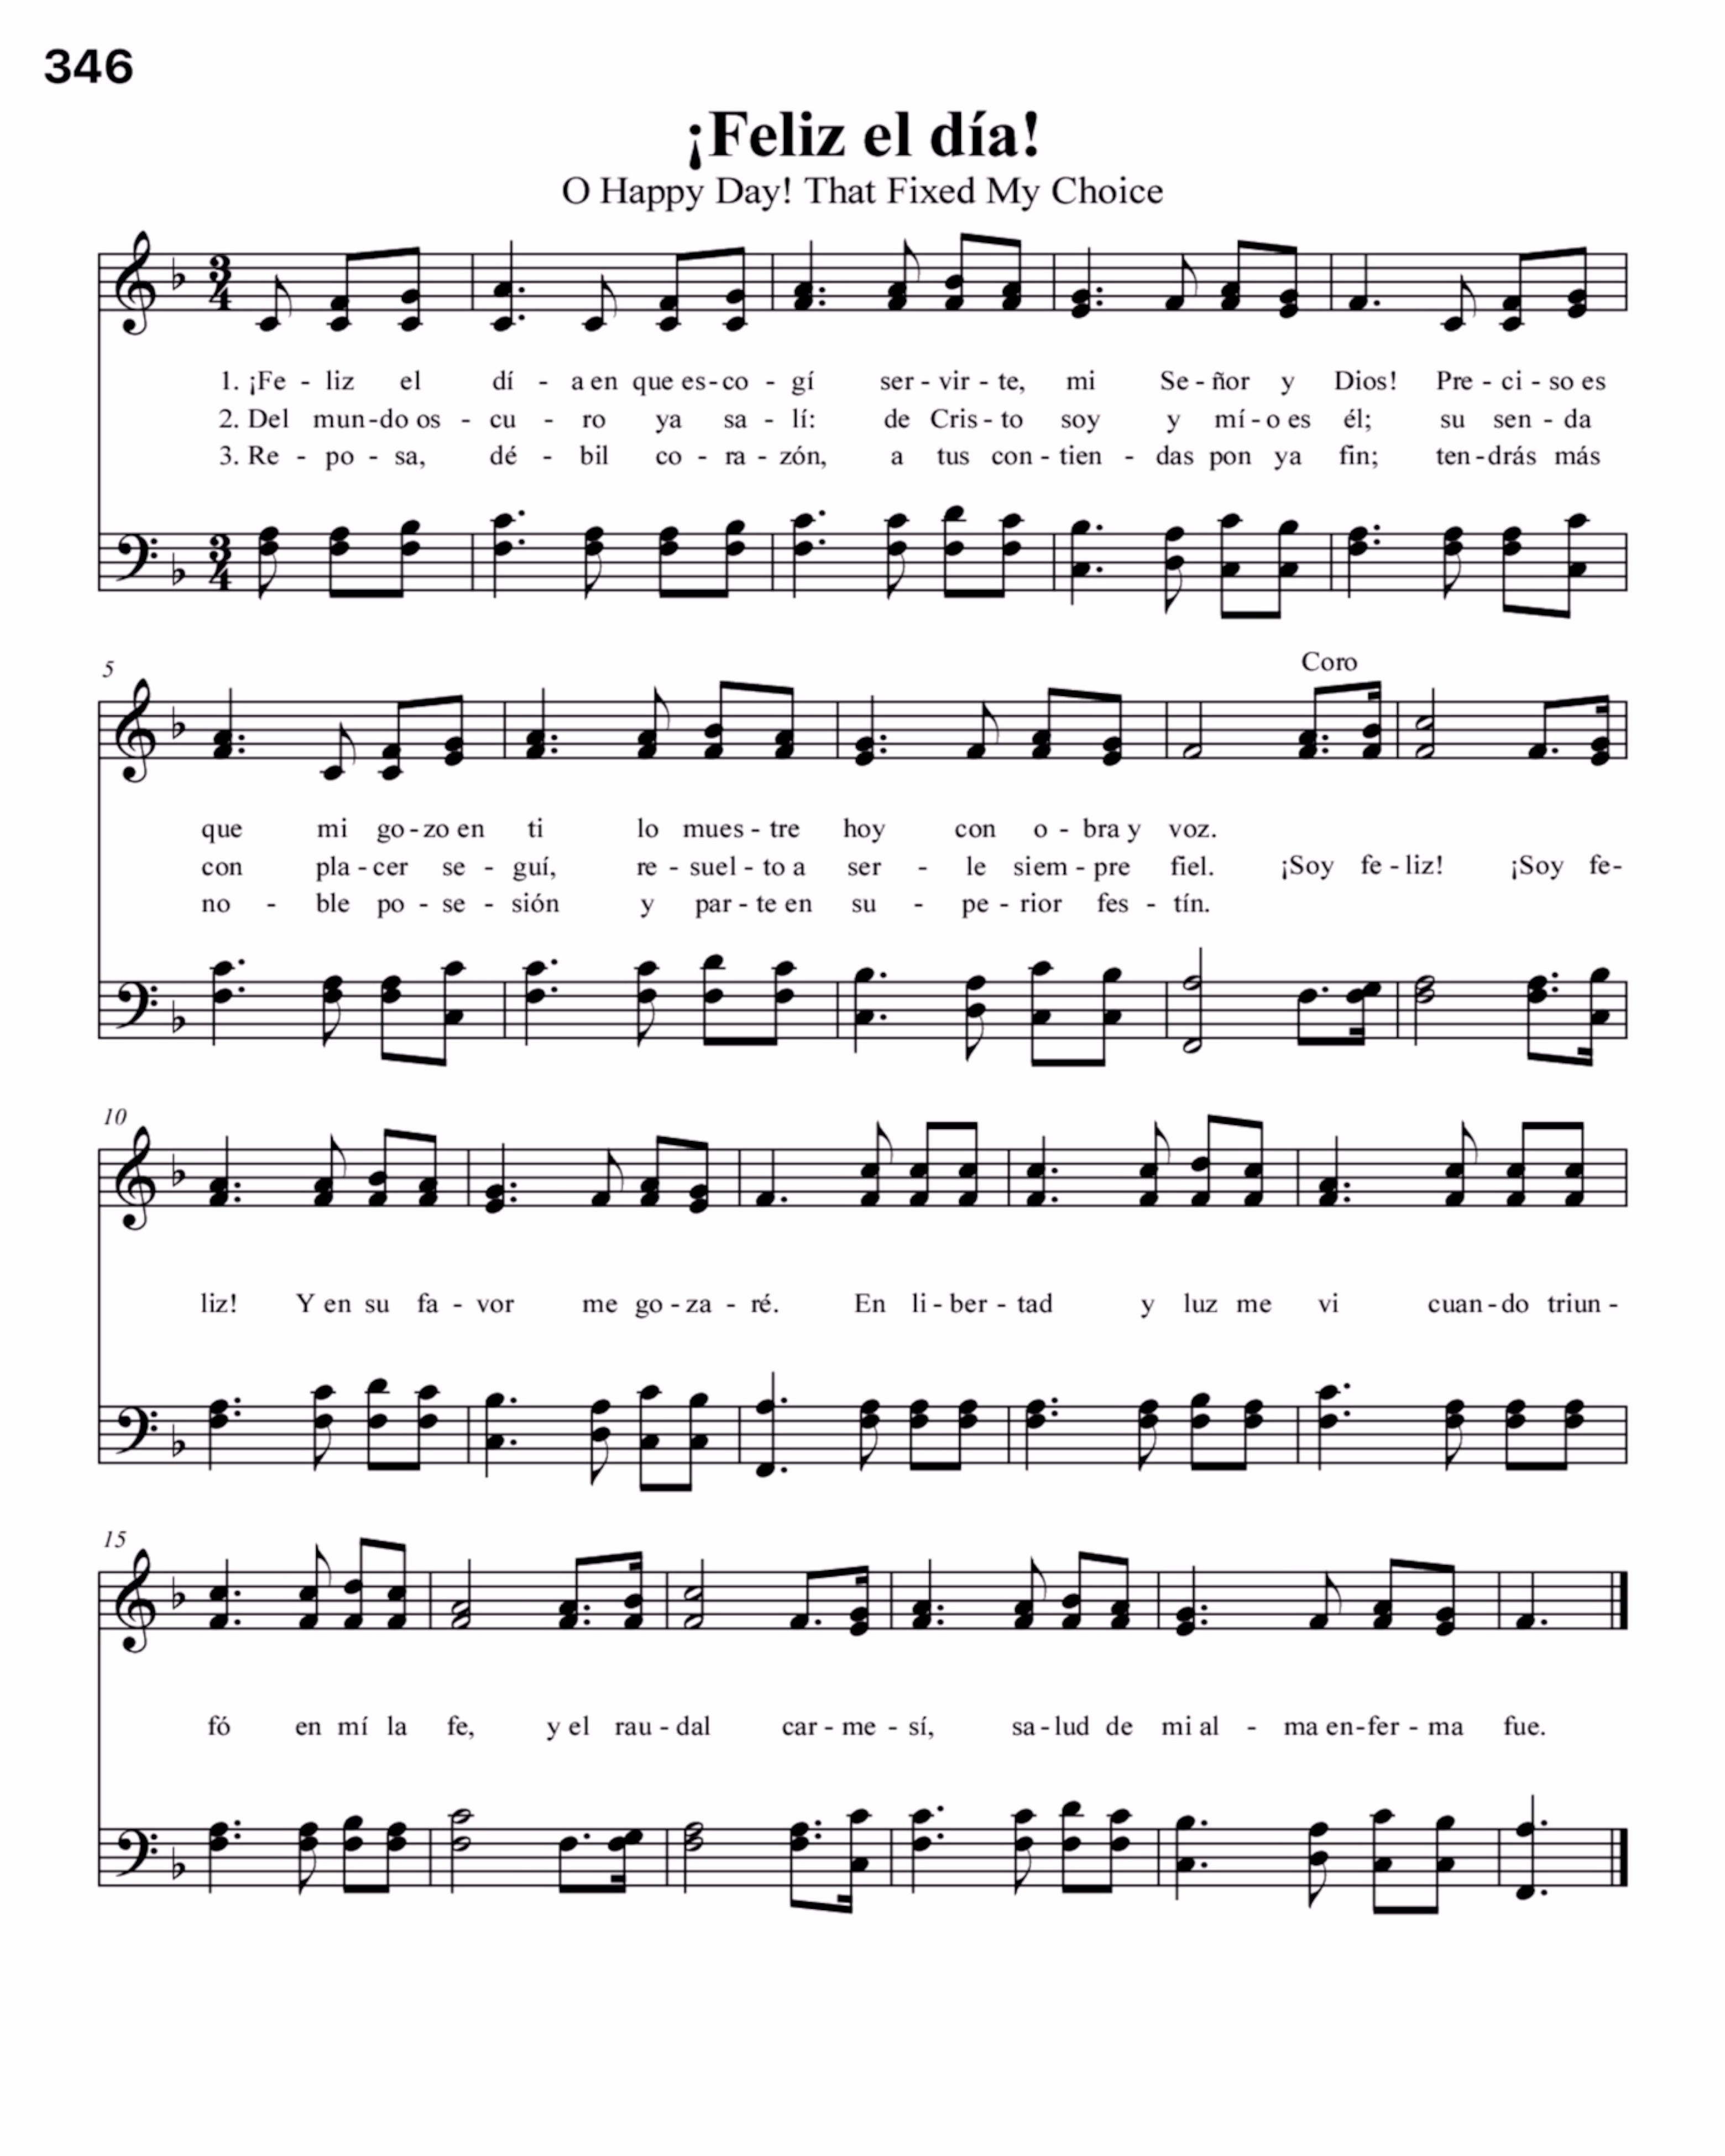 346
¡Feliz el día!
O Happy Day! That Fixed My Choice
1. ¡Fe - liz el dí - a en que es - co - gí ser - vir - te, mi Se - ñor y Dios! Pre - ci - so es
2. Del mun - do os - cu - ro ya sa - lí: de Cris - to soy y mí - o es él; su sen - da
3. Re - po - sa, dé - bil co - ra - zón, a tus con - tien - das pon ya fin; ten - drás más
5
Coro
que mi go - zo en ti lo mues - tre hoy con o - bra y voz.
con pla - cer se - guí, re - suel - to a ser - le siem - pre fiel. ¡Soy fe - liz! ¡Soy fe-
no - ble po - se - sión y par - te en su - pe - rior fes - tín.
10
liz! Y en su fa - vor me go - za - ré. En li - ber - tad y luz me vi cuan - do triun -
15
fó en mí la fe, y el rau - dal car - me - sí, sa - lud de mi al - ma en - fer - ma fue.